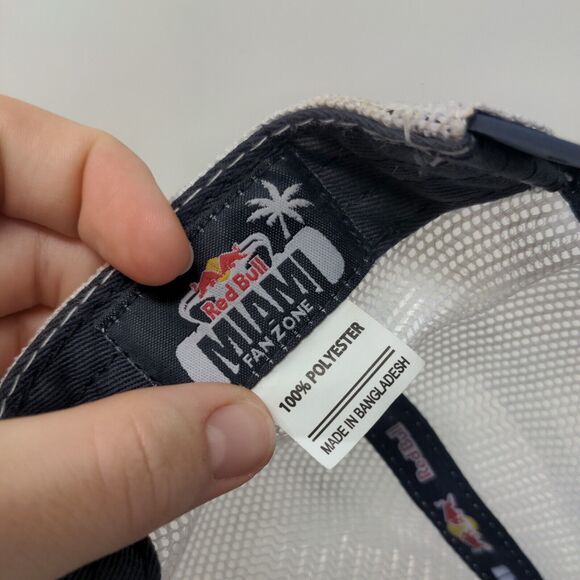 Red Bull
MIAMI
FAN ZONE
100% POLYESTER
MADE IN BANGLADESH
Red Bull